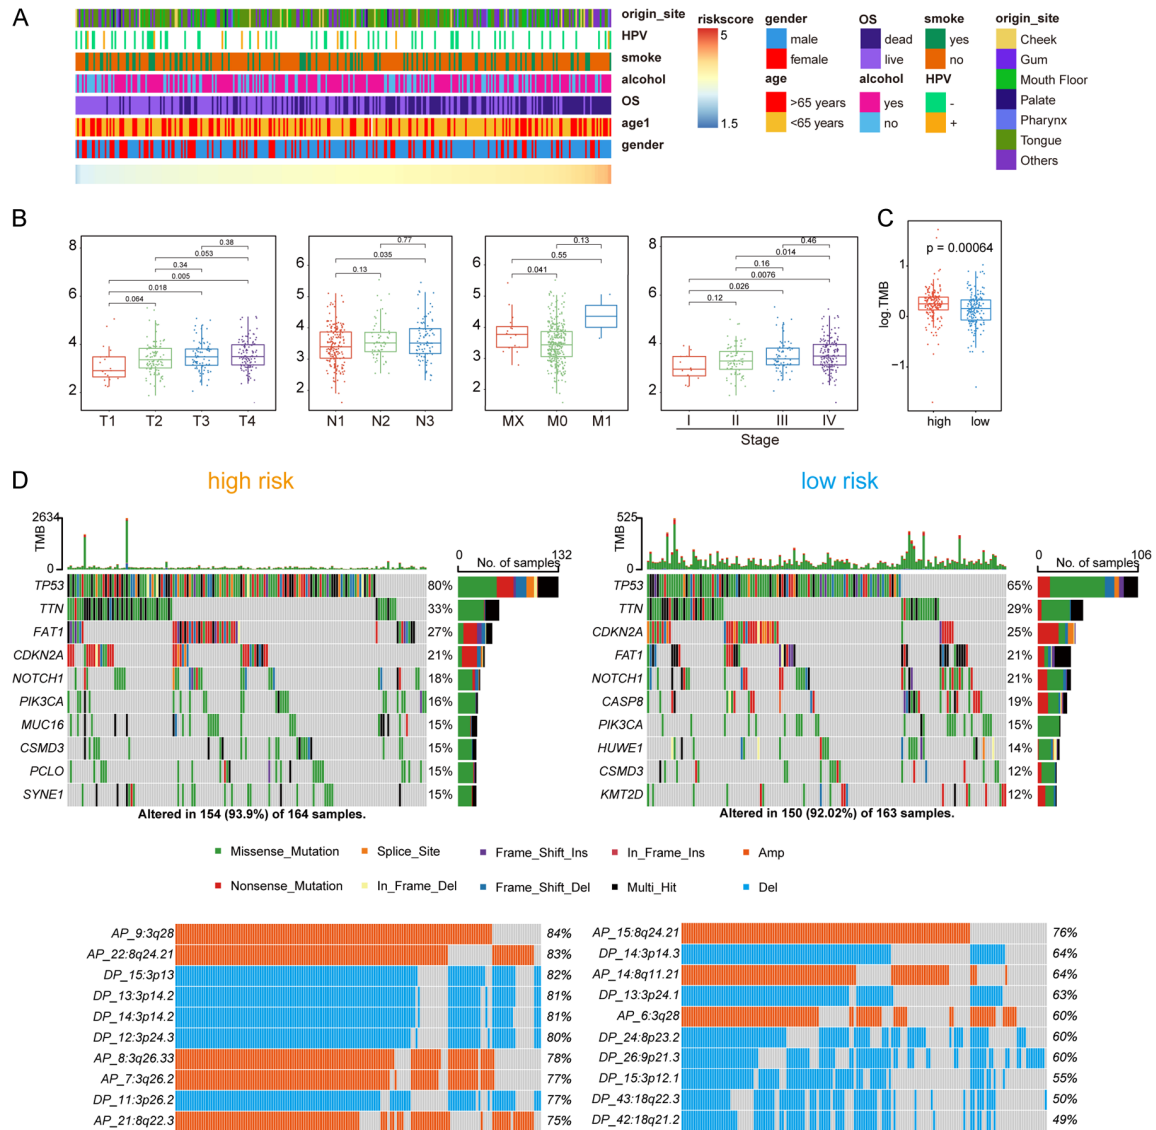 A
origin_site
HPV
smoke
alcohol
OS
age1
gender
riskscore
5
1.5
gender
male
female
age
>65 years
<65 years
OS
dead
live
alcohol
yes
no
smoke
yes
no
HPV
-
+
origin_site
Cheek
Gum
Mouth Floor
Palate
Pharynx
Tongue
Others
B
8
6
4
2
0.38
0.053
0.34
0.005
0.018
0.064
T1 T2 T3 T4
6
5
4
3
2
0.77
0.035
0.13
N1 N2 N3
6
5
4
3
2
0.13
0.55
0.041
MX M0 M1
8
6
4
2
0.46
0.014
0.16
0.0076
0.026
0.12
I II III IV
Stage
C
p = 0.00064
log.TMB
1
0
−1
high low
D
high risk
2634
TMB
0
0 132
No. of samples
TP53 80%
TTN 33%
FAT1 27%
CDKN2A 21%
NOTCH1 18%
PIK3CA 16%
MUC16 15%
CSMD3 15%
PCLO 15%
SYNE1 15%
Altered in 154 (93.9%) of 164 samples.
low risk
525
TMB
0
0 106
No. of samples
TP53 65%
TTN 29%
CDKN2A 25%
FAT1 21%
NOTCH1 21%
CASP8 19%
PIK3CA 15%
HUWE1 14%
CSMD3 12%
KMT2D 12%
Altered in 150 (92.02%) of 163 samples.
Missense_Mutation Splice_Site Frame_Shift_Ins In_Frame_Ins Amp
Nonsense_Mutation In_Frame_Del Frame_Shift_Del Multi_Hit Del
AP_9:3q28 84%
AP_22:8q24.21 83%
DP_15:3p13 82%
DP_13:3p14.2 81%
DP_14:3p14.2 81%
DP_12:3p24.3 80%
AP_8:3q26.33 78%
AP_7:3q26.2 77%
DP_11:3p26.2 77%
AP_21:8q22.3 75%
AP_15:8q24.21 76%
DP_14:3p14.3 64%
AP_14:8q11.21 64%
DP_13:3p24.1 63%
AP_6:3q28 60%
DP_24:8p23.2 60%
DP_26:9p21.3 60%
DP_15:3p12.1 55%
DP_43:18q22.3 50%
DP_42:18q21.2 49%